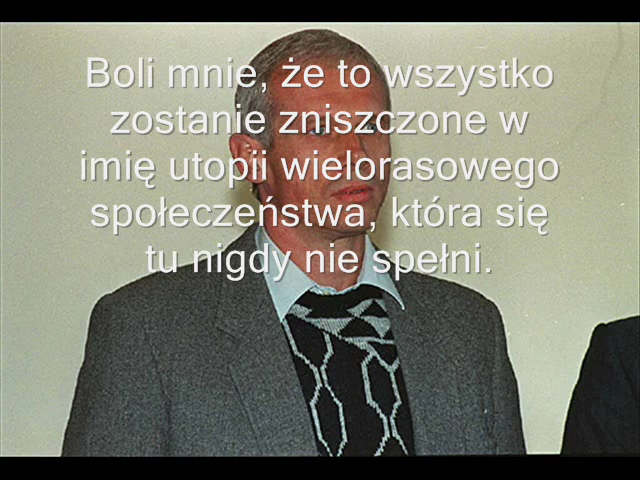 Boli mnie, że to wszystko
zostanie zniszczone w
imię utopii wielorasowego
społeczeństwa, która się
tu nigdy nie spełni.